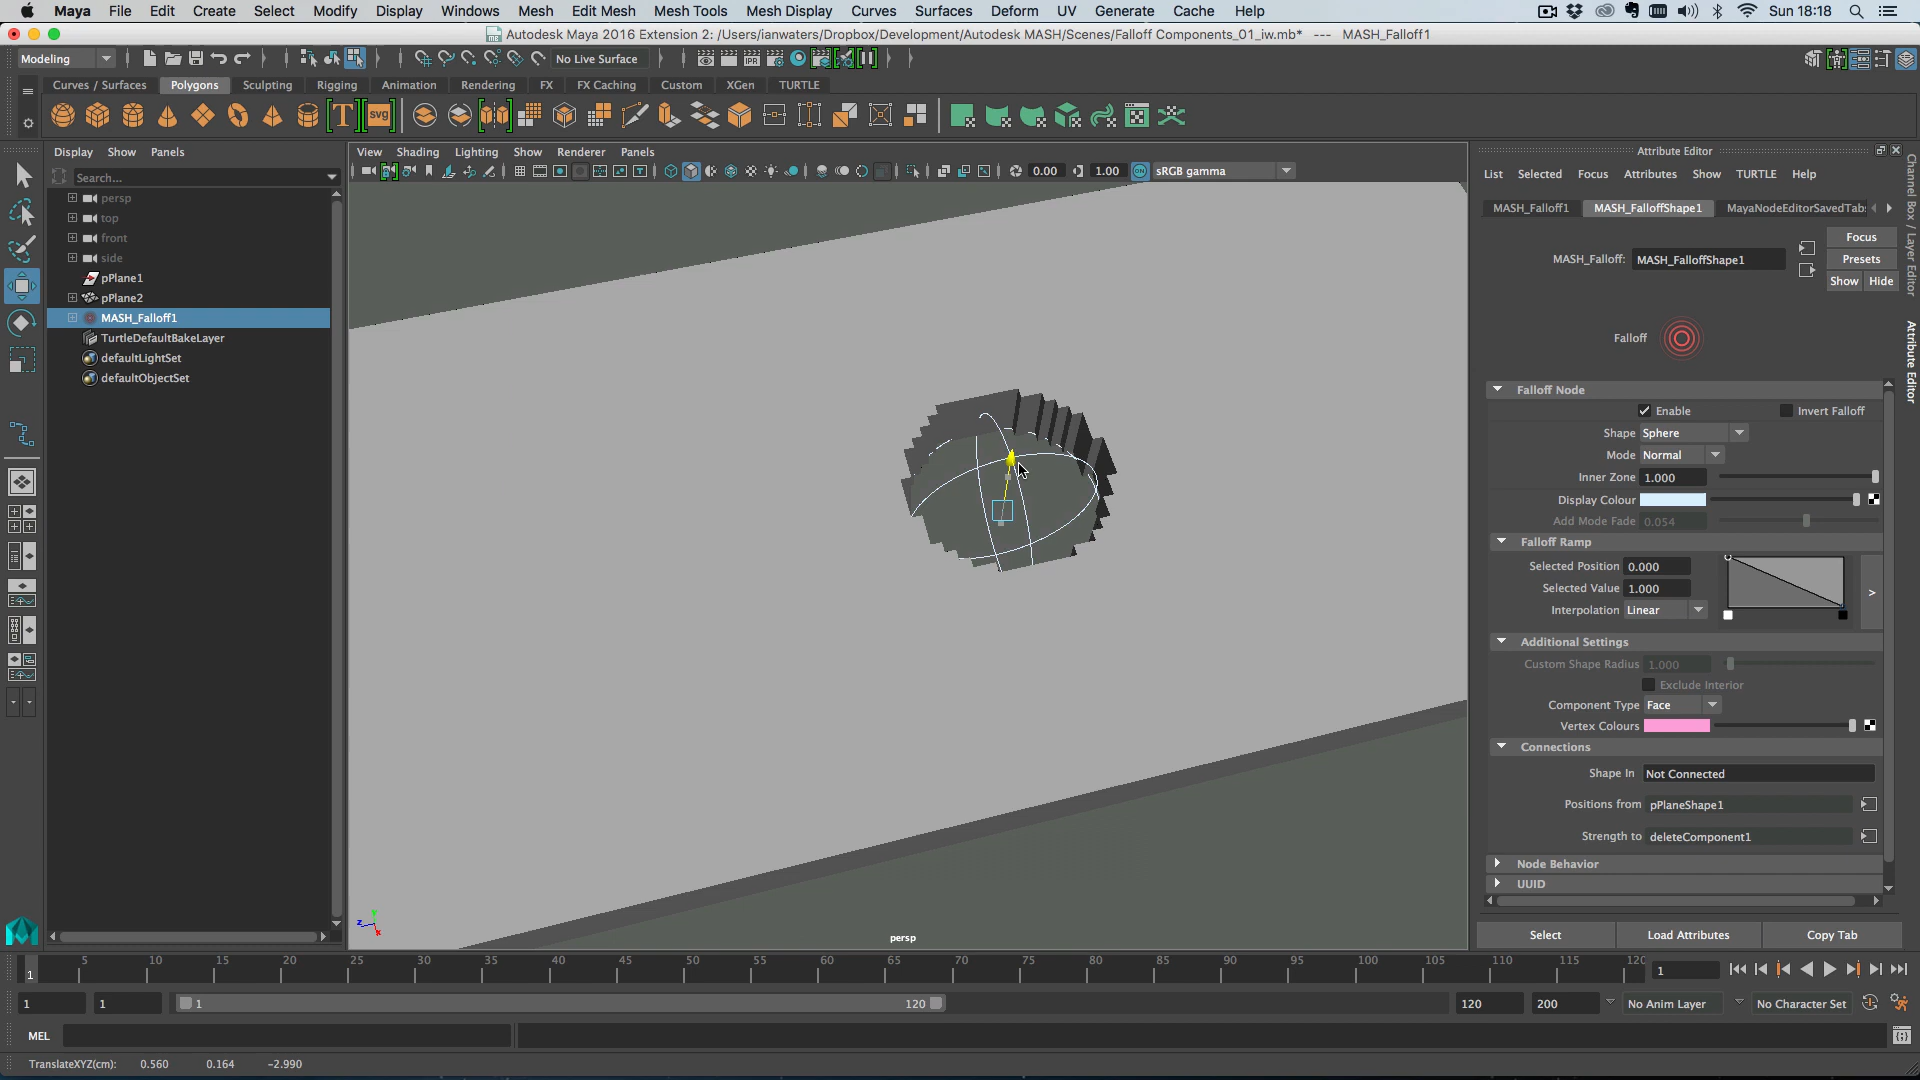 Maya File Edit Create Select Modify Display Windows Mesh Edit Mesh Mesh Tools Mesh Display Curves Surfaces Deform UV Generate Cache Help Sun 18:18
Autodesk Maya 2016 Extension 2: /Users/ianwaters/Dropbox/Development/Autodesk MASH/Scenes/Falloff Components_01_iw.mb* --- MASH_Falloff1
Modeling No Live Surface IPR
Curves / Surfaces Polygons Sculpting Rigging Animation Rendering FX FX Caching Custom XGen TURTLE
T SVG
Display Show Panels
Search...
persp
top
front
side
pPlane1
pPlane2
MASH_Falloff1
TurtleDefaultBakeLayer
defaultLightSet
defaultObjectSet
View Shading Lighting Show Renderer Panels
0.00 1.00 ON sRGB gamma
persp
Attribute Editor
List Selected Focus Attributes Show TURTLE Help
MASH_Falloff1 MASH_FalloffShape1 MayaNodeEditorSavedTabs
MASH_Falloff: MASH_FalloffShape1
Focus
Presets
Show Hide
Falloff
Falloff Node
Enable Invert Falloff
Shape Sphere
Mode Normal
Inner Zone 1.000
Display Colour
Add Mode Fade 0.054
Falloff Ramp
Selected Position 0.000
Selected Value 1.000
Interpolation Linear
>
Additional Settings
Custom Shape Radius 1.000
Exclude Interior
Component Type Face
Vertex Colours
Connections
Shape In Not Connected
Positions from pPlaneShape1
Strength to deleteComponent1
Node Behavior
UUID
Select Load Attributes Copy Tab
Channel Box / Layer Editor
Attribute Editor
1 5 10 15 20 25 30 35 40 45 50 55 60 65 70 75 80 85 90 95 100 105 110 115 120 1
1 1 1 120 120 200 No Anim Layer No Character Set
MEL
TranslateXYZ(cm): 0.560 0.164 -2.990